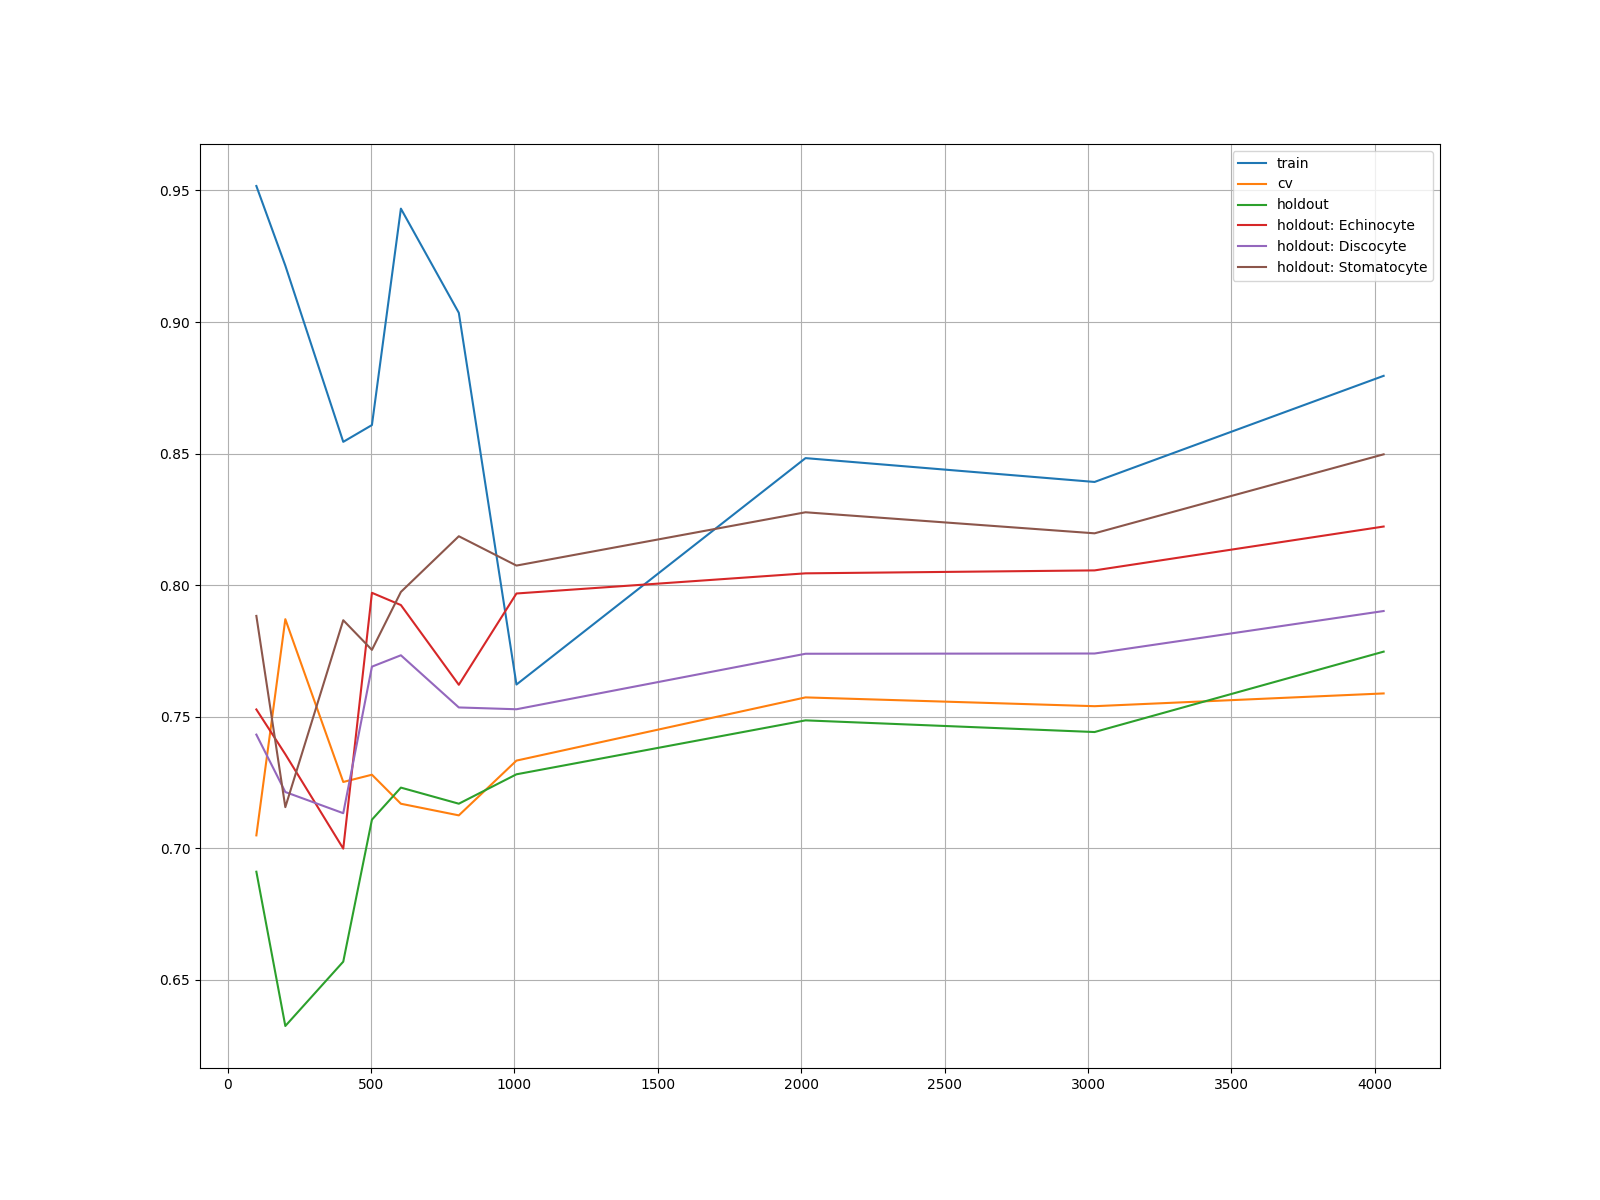 train
cv
holdout
holdout: Echinocyte
holdout: Discocyte
holdout: Stomatocyte
0.95
0.90
0.85
0.80
0.75
0.70
0.65
0 500 1000 1500 2000 2500 3000 3500 4000